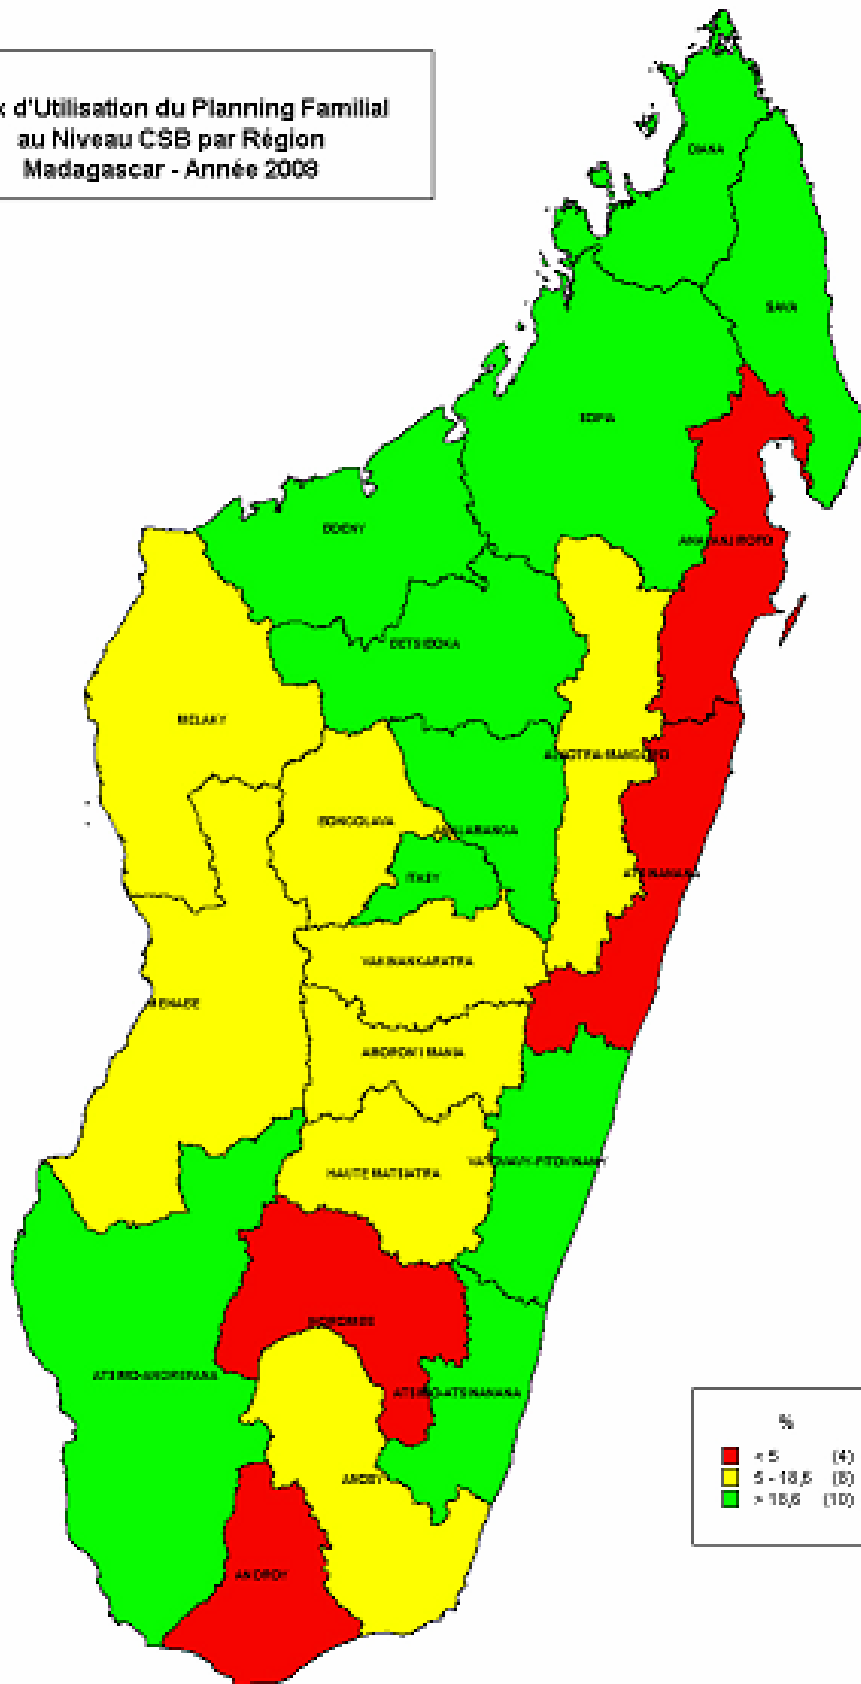 x d'Utilisation du Planning Familial
au Niveau CSB par Région
Madagascar - Année 2008
DIANA
SAVA
SOFIA
BOENY
ANALANJIROFO
BETSIBOKA
MELAKY
ALAOTRA-MANGORO
BONGOLAVA
ANALAMANGA
ITASY
ATSINANANA
VAKINANKARATRA
MENABE
AMORON'I MANIA
HAUTE MATSIATRA
VATOVAVY-FITOVINANY
IHOROMBE
ATSIMO-ANDREFANA
ATSIMO-ATSINANANA
ANOSY
ANDROY
%
< 5 (4)
5 - 18,6 (8)
> 18,6 (10)